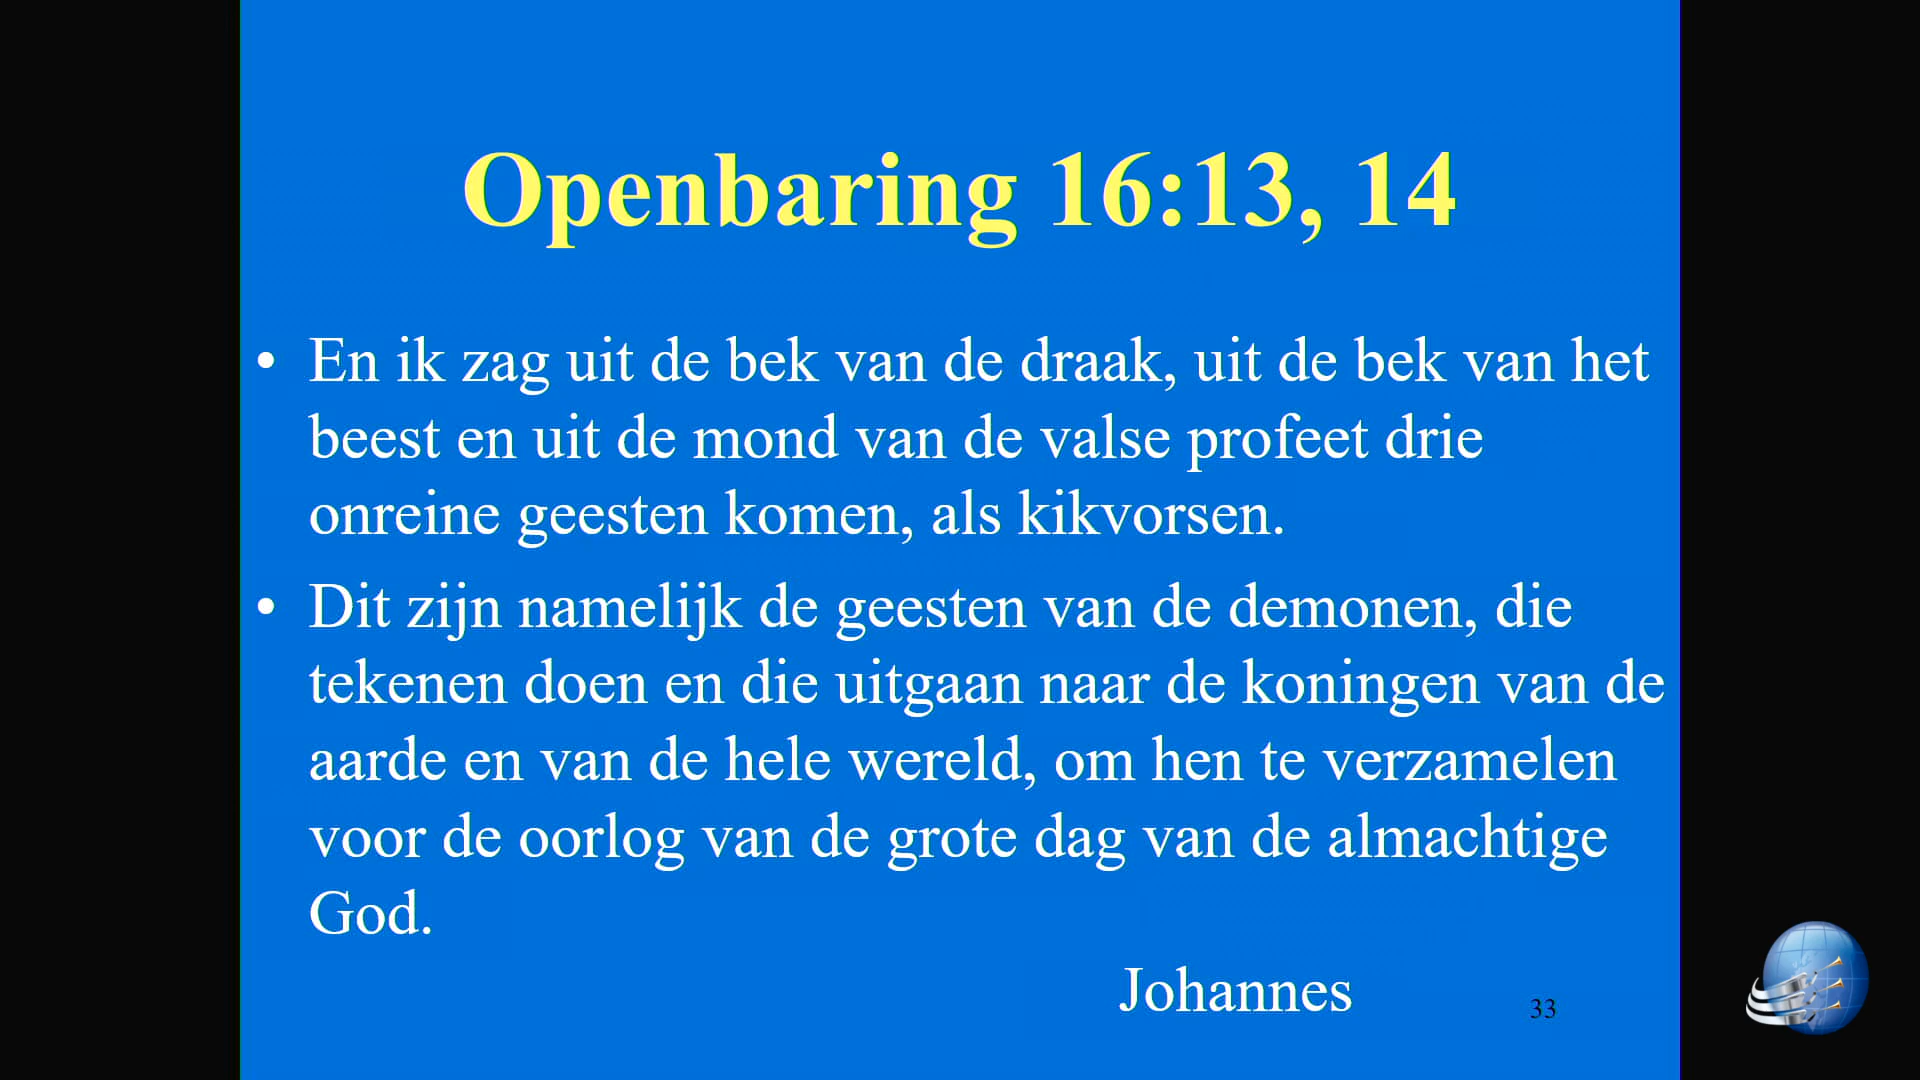 Openbaring 16:13, 14
• En ik zag uit de bek van de draak, uit de bek van het
beest en uit de mond van de valse profeet drie
onreine geesten komen, als kikvorsen.
• Dit zijn namelijk de geesten van de demonen, die
tekenen doen en die uitgaan naar de koningen van de
aarde en van de hele wereld, om hen te verzamelen
voor de oorlog van de grote dag van de almachtige
God.
Johannes
33